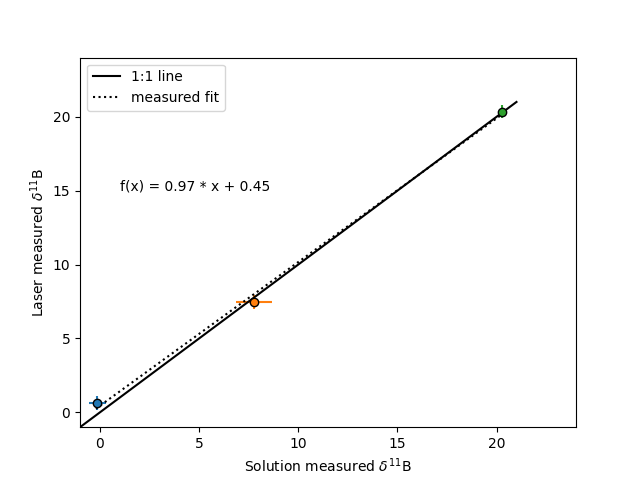 1:1 line
measured fit
f(x) = 0.97 * x + 0.45
20
15
10
5
0
Laser measured δ¹¹B
0
5
10
15
20
Solution measured δ¹¹B